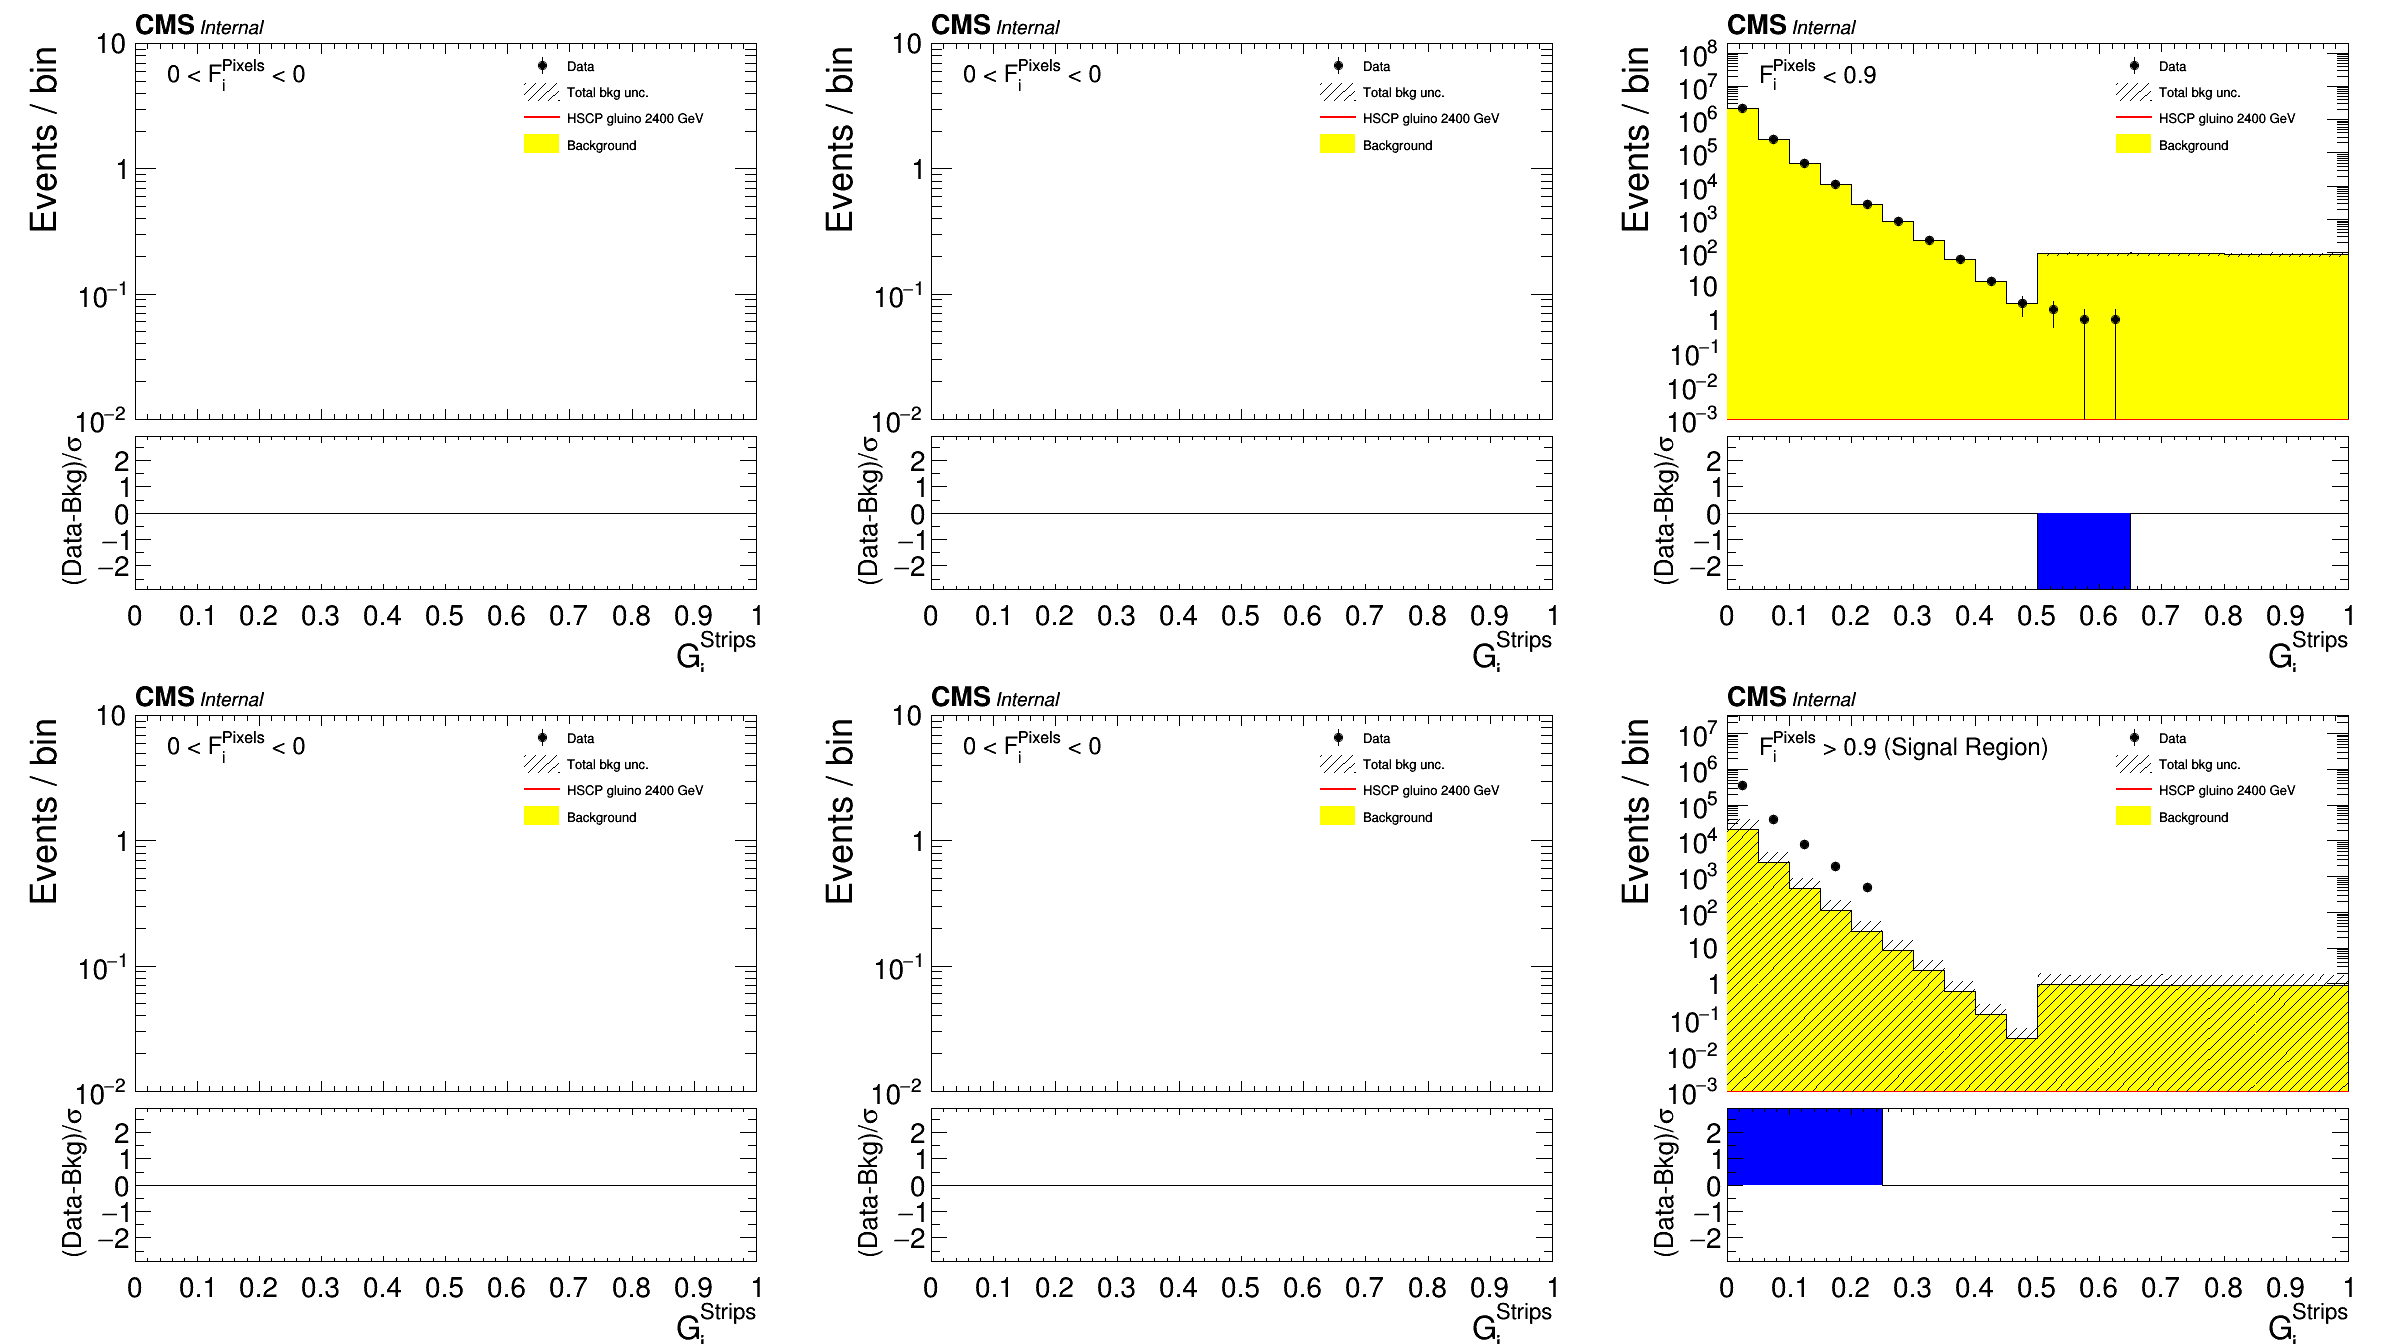 CMS Internal
Events / bin
0 < F_i^Pixels < 0
Data
Total bkg unc.
HSCP gluino 2400 GeV
Background
10
1
10^−1
10^−2
(Data-Bkg)/σ
2
1
0
−1
−2
0 0.1 0.2 0.3 0.4 0.5 0.6 0.7 0.8 0.9 1
G_i^Strips
CMS Internal
Events / bin
0 < F_i^Pixels < 0
Data
Total bkg unc.
HSCP gluino 2400 GeV
Background
10
1
10^−1
10^−2
(Data-Bkg)/σ
2
1
0
−1
−2
0 0.1 0.2 0.3 0.4 0.5 0.6 0.7 0.8 0.9 1
G_i^Strips
CMS Internal
Events / bin
F_i^Pixels < 0.9
Data
Total bkg unc.
HSCP gluino 2400 GeV
Background
10^8
10^7
10^6
10^5
10^4
10^3
10^2
10
1
10^−1
10^−2
10^−3
(Data-Bkg)/σ
2
1
0
−1
−2
0 0.1 0.2 0.3 0.4 0.5 0.6 0.7 0.8 0.9 1
G_i^Strips
CMS Internal
Events / bin
0 < F_i^Pixels < 0
Data
Total bkg unc.
HSCP gluino 2400 GeV
Background
10
1
10^−1
10^−2
(Data-Bkg)/σ
2
1
0
−1
−2
0 0.1 0.2 0.3 0.4 0.5 0.6 0.7 0.8 0.9 1
G_i^Strips
CMS Internal
Events / bin
0 < F_i^Pixels < 0
Data
Total bkg unc.
HSCP gluino 2400 GeV
Background
10
1
10^−1
10^−2
(Data-Bkg)/σ
2
1
0
−1
−2
0 0.1 0.2 0.3 0.4 0.5 0.6 0.7 0.8 0.9 1
G_i^Strips
CMS Internal
Events / bin
F_i^Pixels > 0.9 (Signal Region)
Data
Total bkg unc.
HSCP gluino 2400 GeV
Background
10^7
10^6
10^5
10^4
10^3
10^2
10
1
10^−1
10^−2
10^−3
(Data-Bkg)/σ
2
1
0
−1
−2
0 0.1 0.2 0.3 0.4 0.5 0.6 0.7 0.8 0.9 1
G_i^Strips